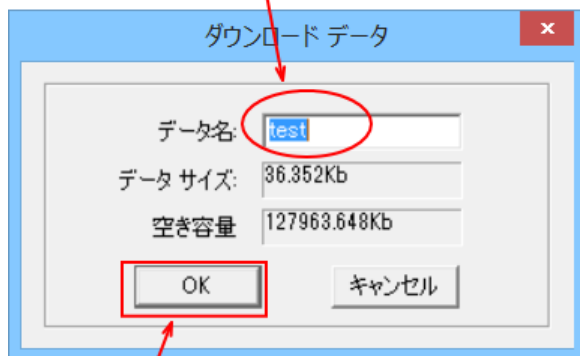 ダウンロード データ
データ名: test
データ サイズ: 36.352Kb
空き容量 127963.648Kb
OK キャンセル